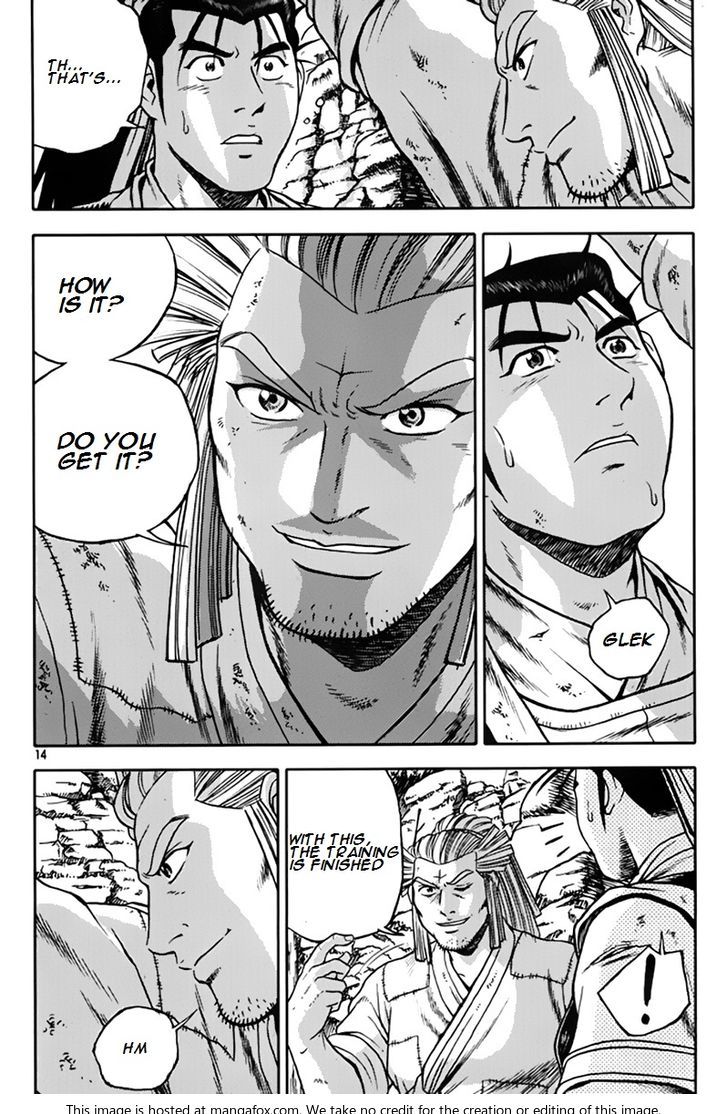 TH...
THAT'S...
HOW
IS IT?
DO YOU
GET IT?
GLEK
14
HM
WITH THIS,
THE TRAINING
IS FINISHED
!
This image is hosted at mangafox.com. We take no credit for the creation or editing of this image.